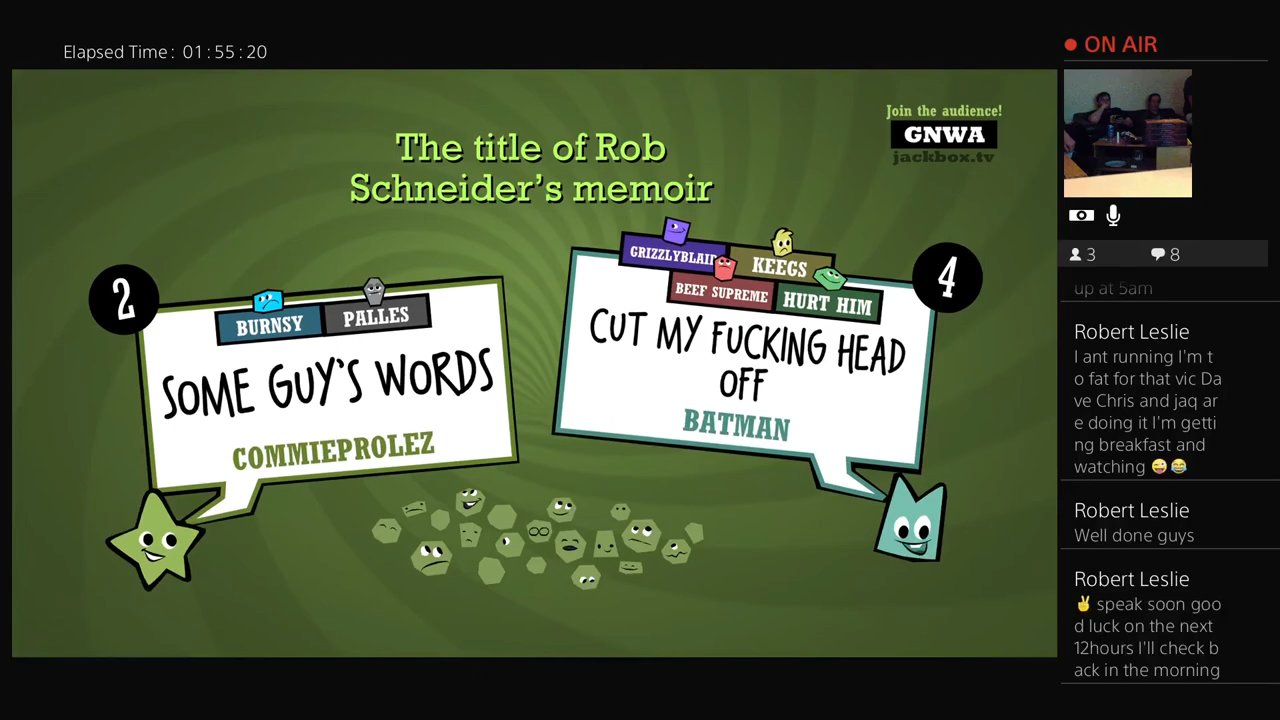 Elapsed Time: 01:55:20
ON AIR
Join the audience!
GNWA
jackbox.tv
The title of Rob
Schneider's memoir
2
BURNSY
PALLES
SOME GUY'S WORDS
COMMIEPROLEZ
4
GRIZZLYBLAIR
KEEGS
BEEF SUPREME
HURT HIM
CUT MY FUCKING HEAD
OFF
BATMAN
3
8
up at 5am
Robert Leslie
I ant running I'm t
o fat for that vic Da
ve Chris and jaq ar
e doing it I'm getti
ng breakfast and
watching 😜😂
Robert Leslie
Well done guys
Robert Leslie
✌ speak soon goo
d luck on the next
12hours I'll check b
ack in the morning